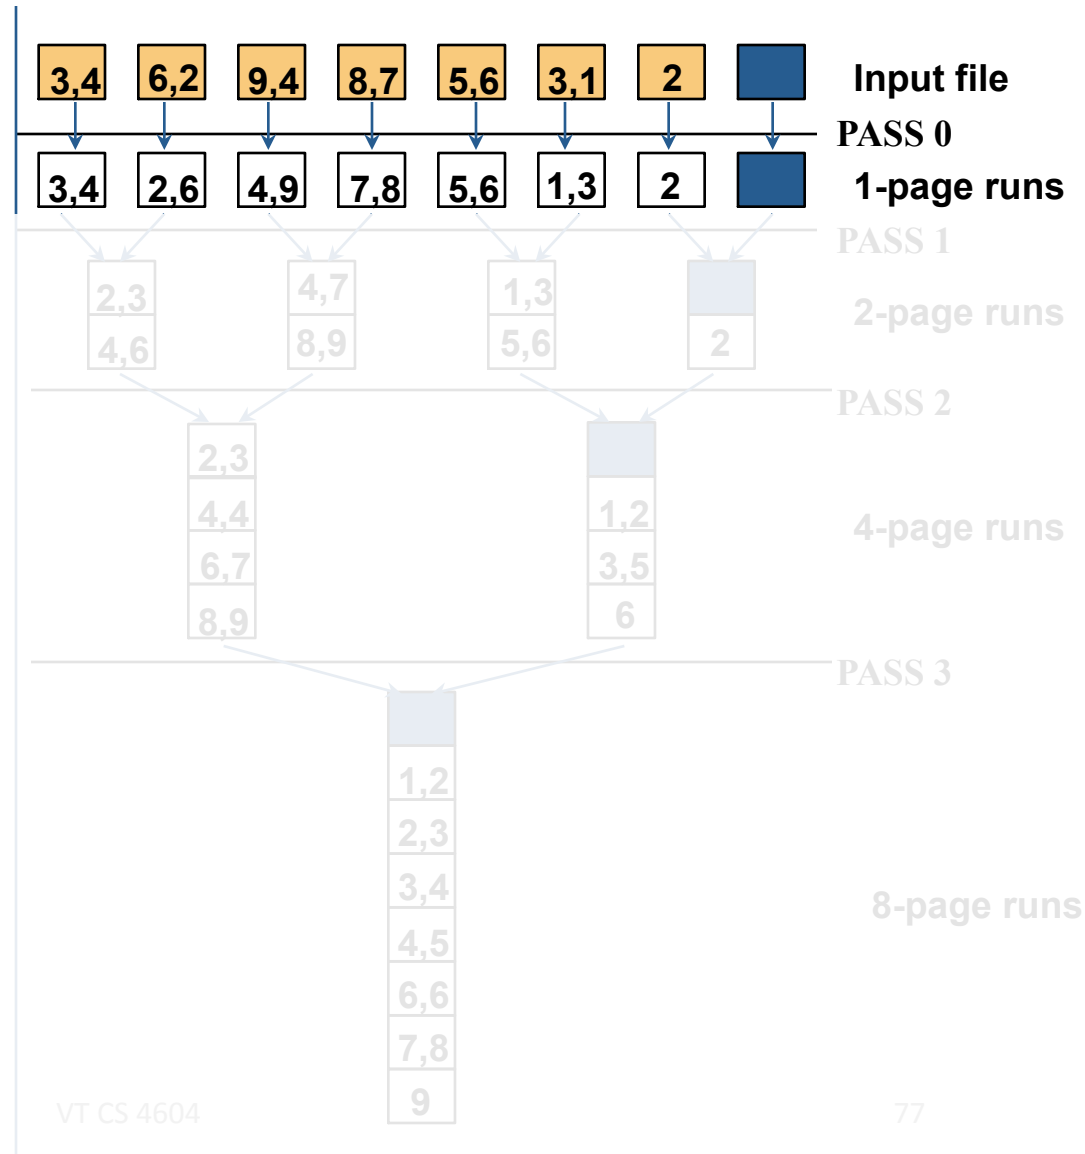 3,4 6,2 9,4 8,7 5,6 3,1 2 Input file
PASS 0
3,4 2,6 4,9 7,8 5,6 1,3 2 1-page runs
PASS 1
2,3 4,7 1,3
2-page runs
4,6 8,9 5,6 2
PASS 2
2,3
4,4 1,2 4-page runs
6,7 3,5
8,9 6
PASS 3
1,2
2,3
3,4
8-page runs
4,5
6,6
7,8
9
VT CS 4604 77